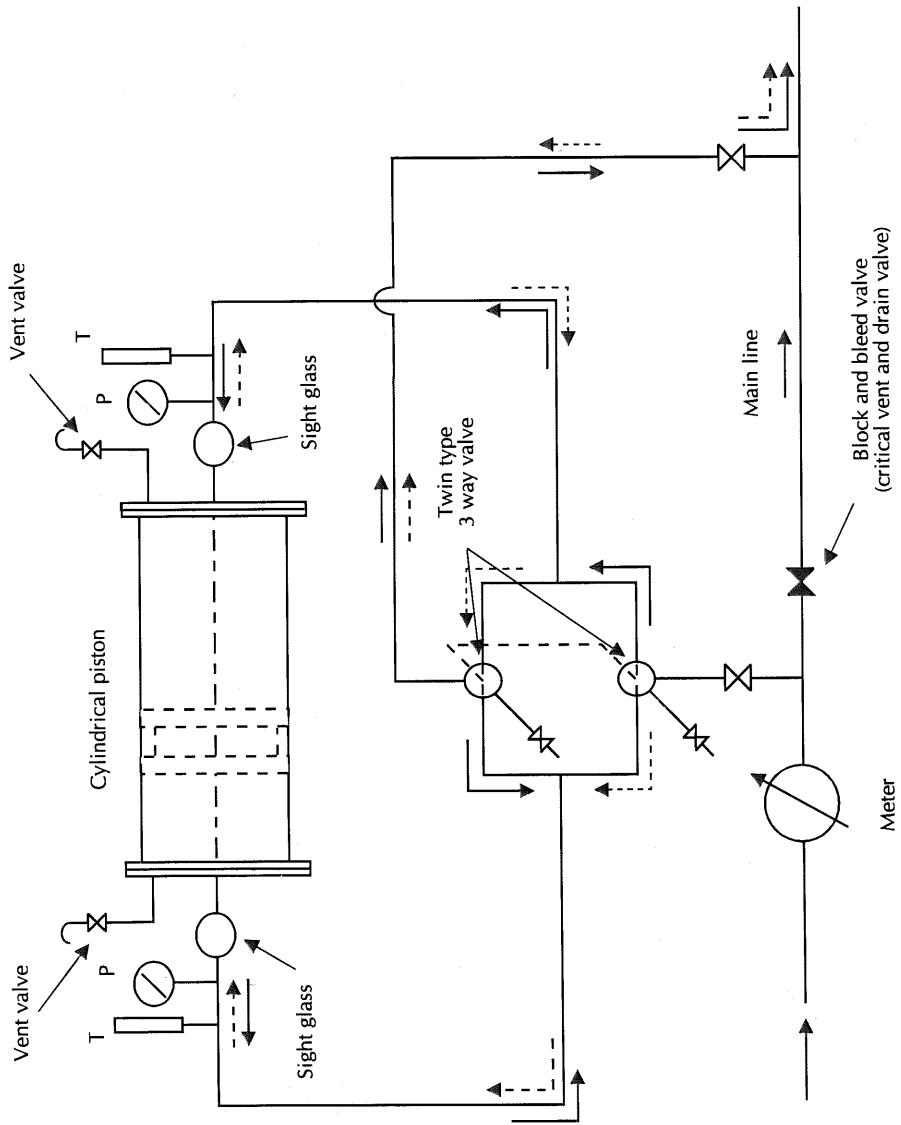 Vent valve
T
P
Sight glass
Cylindrical piston
Vent valve
T
P
Sight glass
Twin type
3 way valve
Main line
Block and bleed valve
(critical vent and drain valve)
Meter